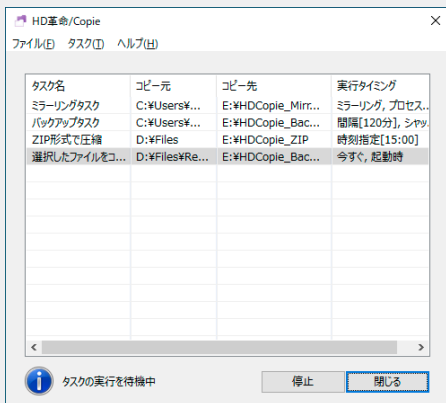 HD革命/Copie
ファイル(F) タスク(T) ヘルプ(H)
タスク名 コピー元 コピー先 実行タイミング
ミラーリングタスク C:¥Users¥... E:¥HDCopie_Mirr... ミラーリング, プロセス...
バックアップタスク C:¥Users¥... E:¥HDCopie_Bac... 間隔[120分], シャッ...
ZIP形式で圧縮 D:¥Files E:¥HDCopie_ZIP 時刻指定[15:00]
選択したファイルをコ... D:¥Files¥Re... E:¥HDCopie_Bac... 今すぐ, 起動時
タスクの実行を待機中 停止 閉じる